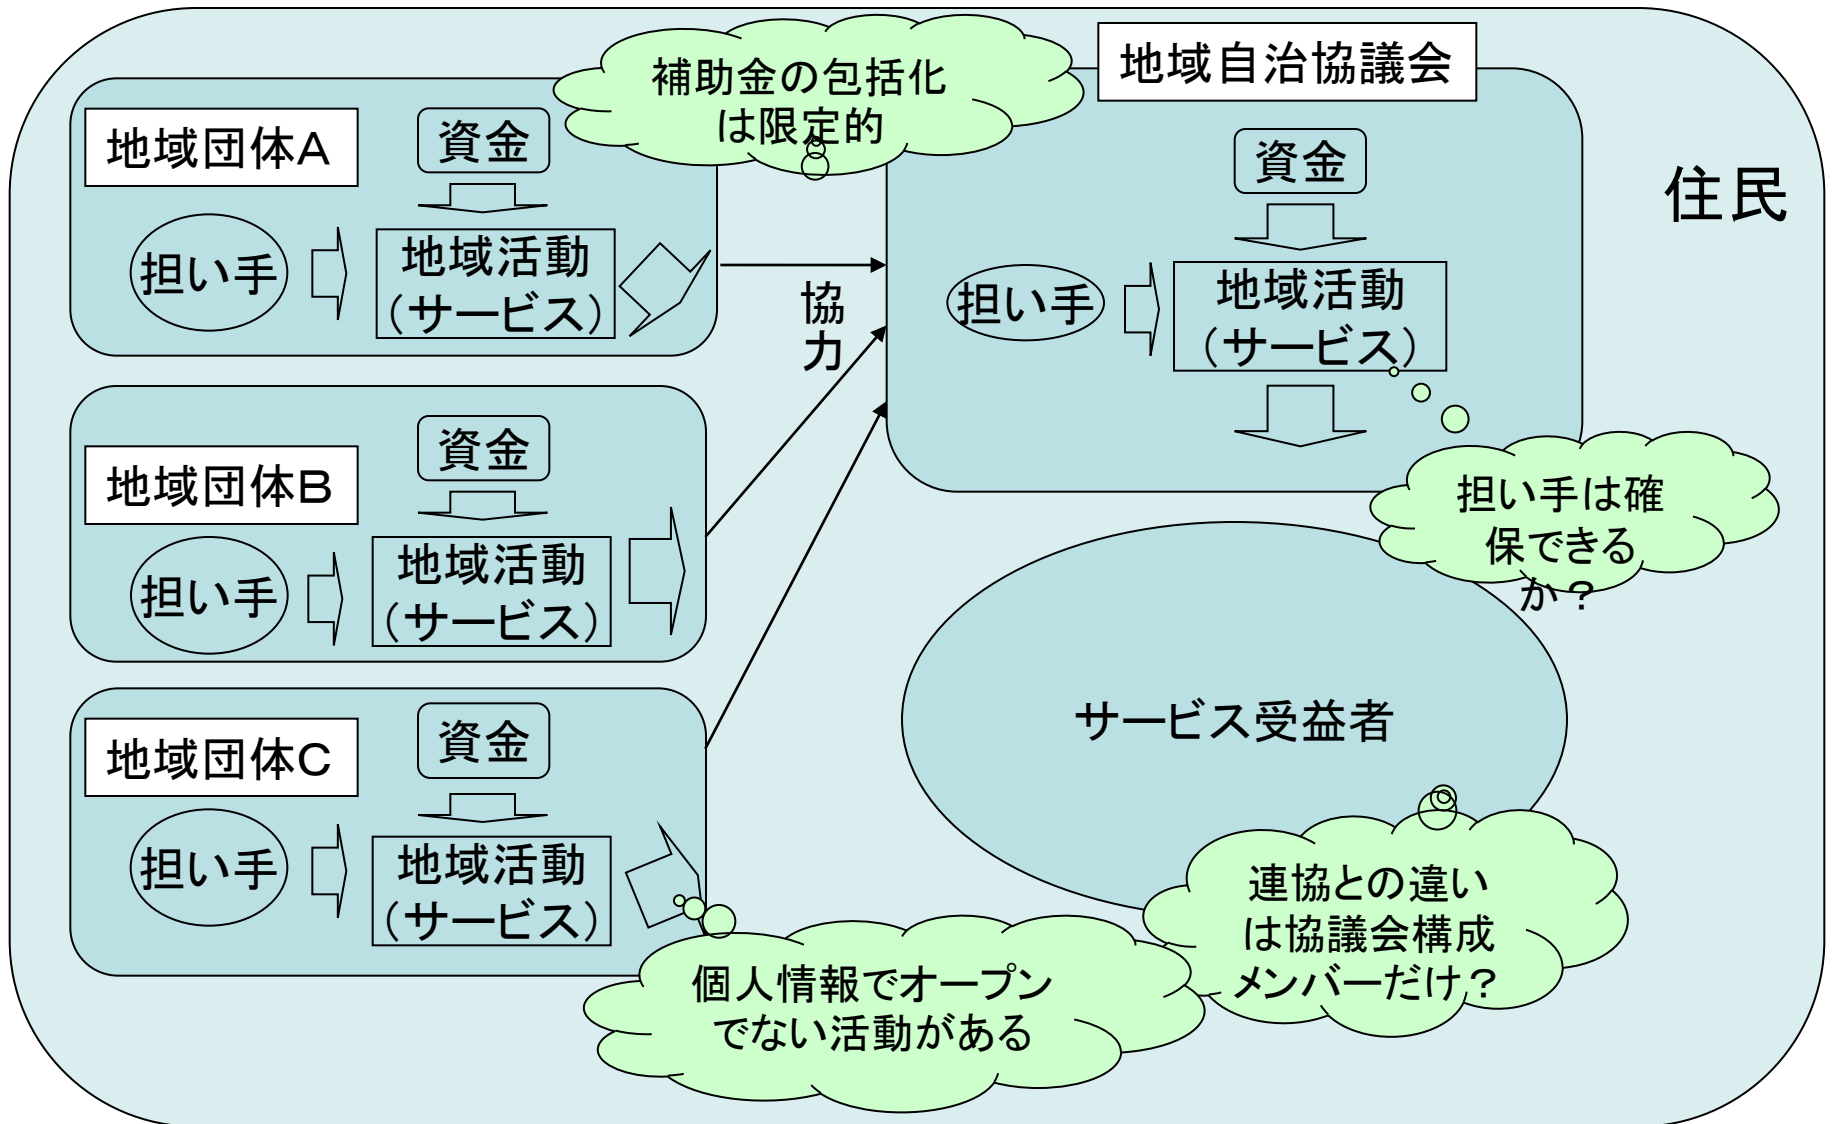 補助金の包括化
は限定的
地域自治協議会
住民
地域団体A
資金
担い手
地域活動
(サービス)
協
力
資金
担い手
地域活動
(サービス)
地域団体B
資金
担い手
地域活動
(サービス)
担い手は確
保できる
か?
サービス受益者
地域団体C
資金
担い手
地域活動
(サービス)
連協との違い
は協議会構成
メンバーだけ?
個人情報でオープン
でない活動がある